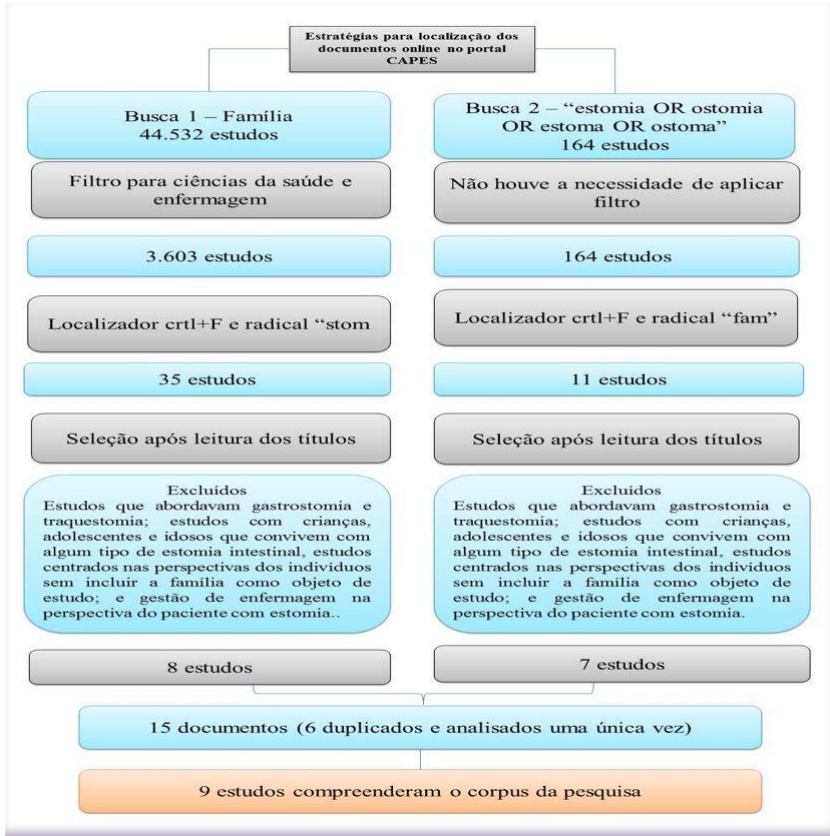 Estratégias para localização dos
documentos online no portal
CAPES
Busca 1 – Família
44.532 estudos
Busca 2 – “estomia OR ostomia
OR estoma OR ostoma”
164 estudos
Filtro para ciências da saúde e
enfermagem
Não houve a necessidade de aplicar
filtro
3.603 estudos
164 estudos
Localizador crtl+F e radical “stom
Localizador crtl+F e radical “fam”
35 estudos
11 estudos
Seleção após leitura dos títulos
Seleção após leitura dos títulos
Excluídos
Estudos que abordavam gastrostomia e
traquestomia; estudos com crianças,
adolescentes e idosos que convivem com
algum tipo de estomia intestinal, estudos
centrados nas perspectivas dos indivíduos
sem incluir a família como objeto de
estudo; e gestão de enfermagem na
perspectiva do paciente com estomia..
Excluídos
Estudos que abordavam gastrostomia e
traquestomia; estudos com crianças,
adolescentes e idosos que convivem com
algum tipo de estomia intestinal, estudos
centrados nas perspectivas dos indivíduos
sem incluir a família como objeto de
estudo; e gestão de enfermagem na
perspectiva do paciente com estomia.
8 estudos
7 estudos
15 documentos (6 duplicados e analisados uma única vez)
9 estudos compreenderam o corpus da pesquisa